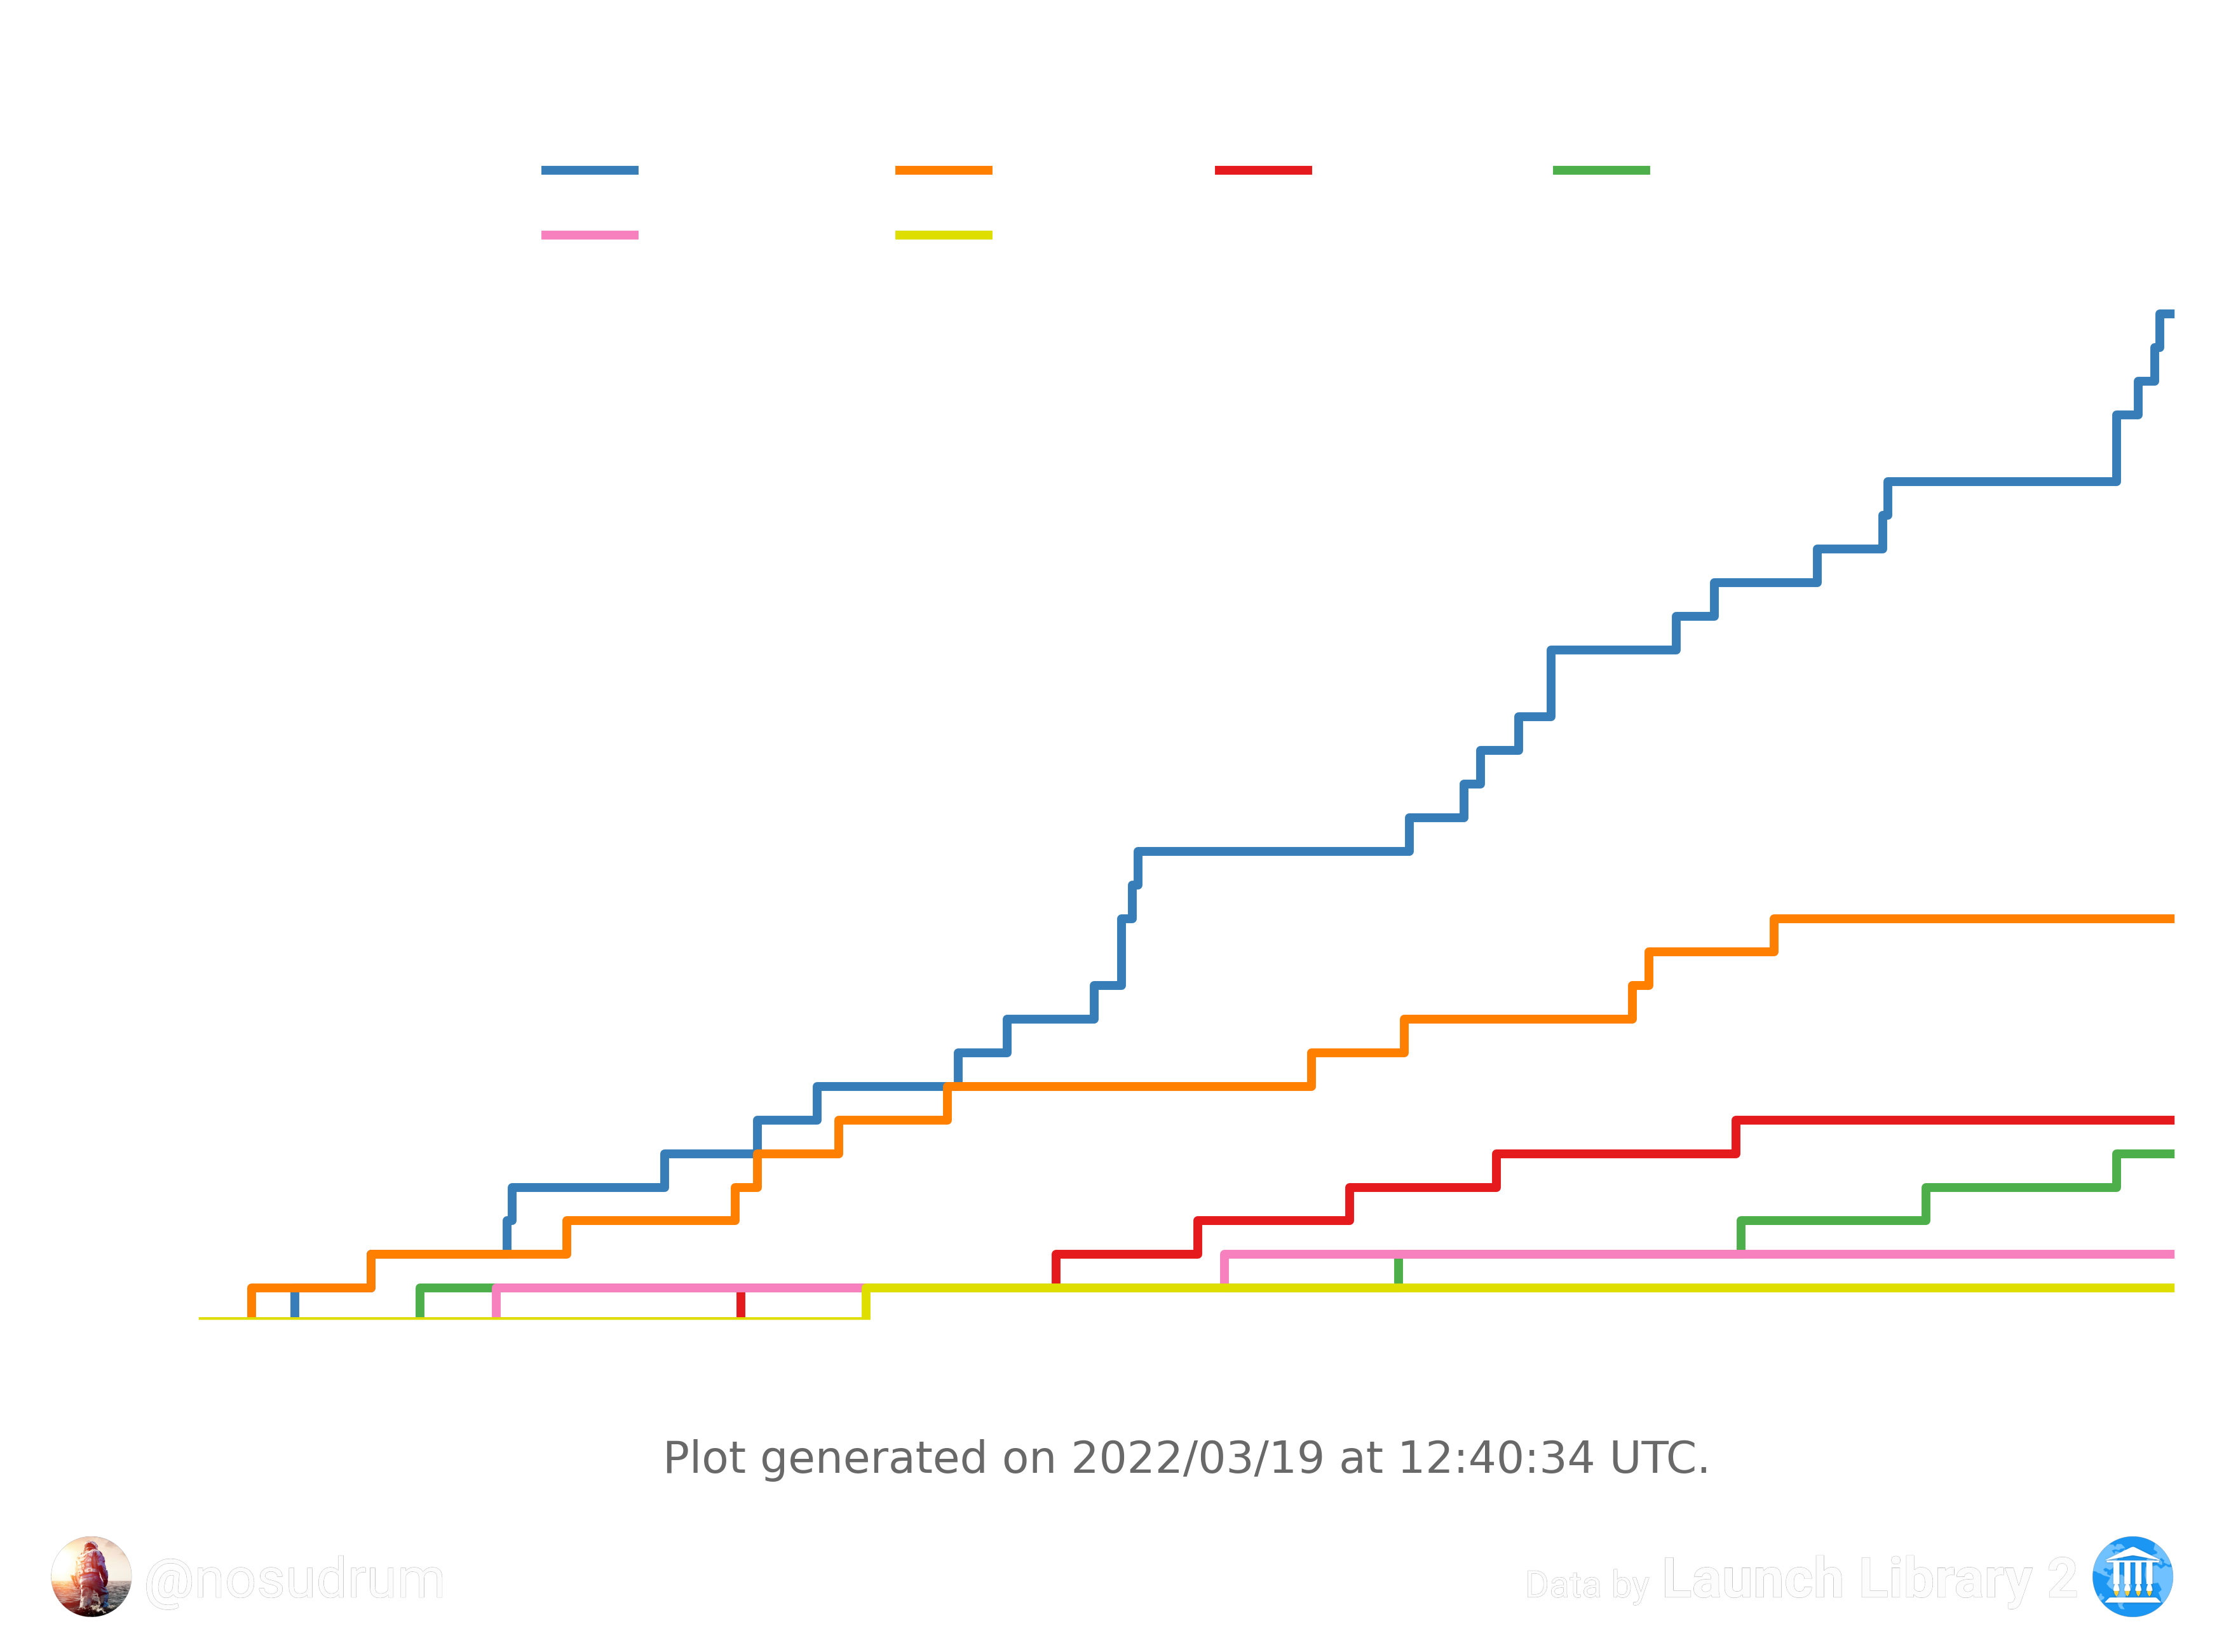 Plot generated on 2022/03/19 at 12:40:34 UTC.
@nosudrum
Data by Launch Library 2